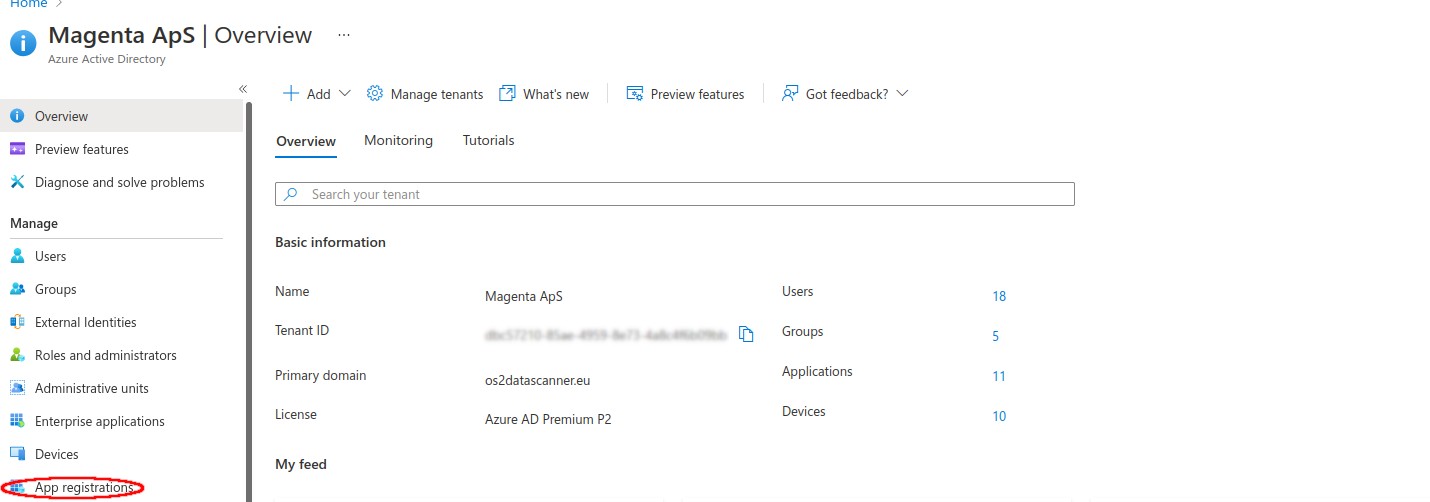 Home >
Magenta ApS | Overview ...
Azure Active Directory
«
Overview
Preview features
Diagnose and solve problems
Manage
Users
Groups
External Identities
Roles and administrators
Administrative units
Enterprise applications
Devices
App registrations
Add Manage tenants What's new Preview features Got feedback?
Overview Monitoring Tutorials
Search your tenant
Basic information
Name Magenta ApS Users 18
Tenant ID Groups 5
Primary domain os2datascanner.eu Applications 11
License Azure AD Premium P2 Devices 10
My feed